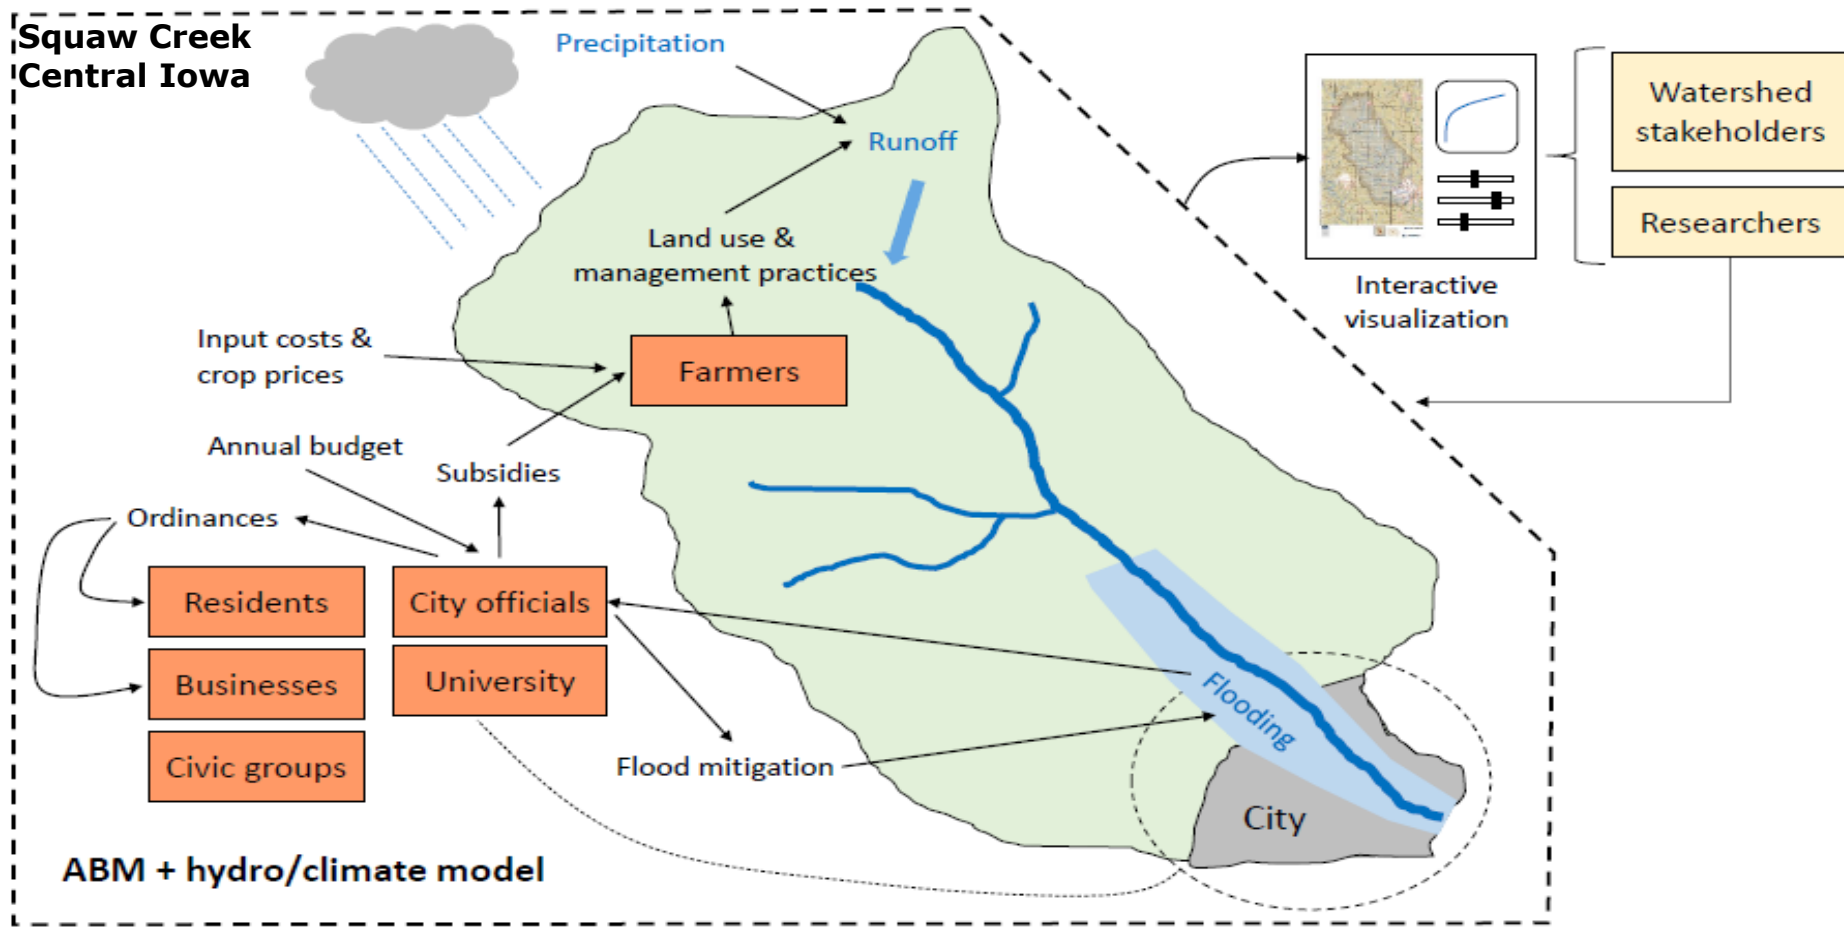 Squaw Creek
Central Iowa
Precipitation
Runoff
Land use &
management practices
Input costs &
crop prices
Farmers
Annual budget
Subsidies
Ordinances
Residents
City officials
Businesses
University
Civic groups
Flood mitigation
Flooding
City
ABM + hydro/climate model
Interactive
visualization
Watershed
stakeholders
Researchers